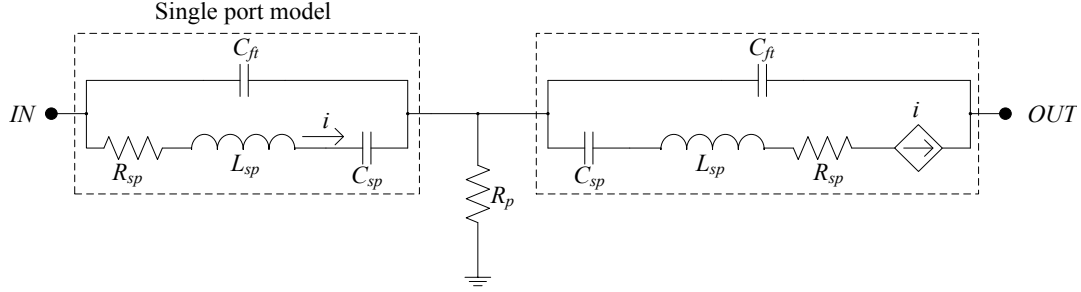 Single port model
C_ft
C_ft
IN
i
i
OUT
R_sp
L_sp
C_sp
C_sp
L_sp
R_sp
R_p